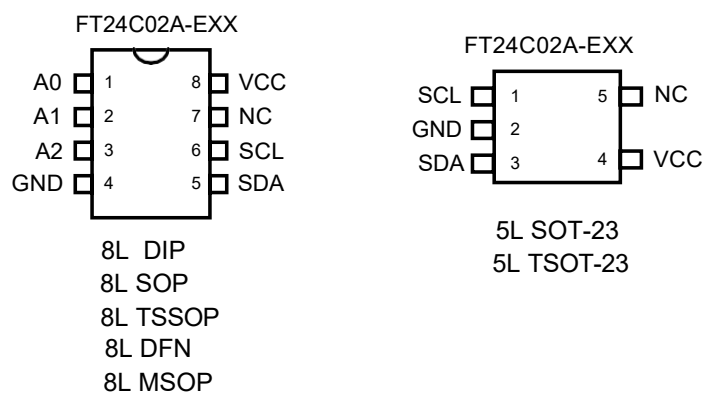 FT24C02A-EXX
A0 1 8 VCC
A1 2 7 NC
A2 3 6 SCL
GND 4 5 SDA
8L DIP
8L SOP
8L TSSOP
8L DFN
8L MSOP
FT24C02A-EXX
SCL 1 5 NC
GND 2
SDA 3 4 VCC
5L SOT-23
5L TSOT-23